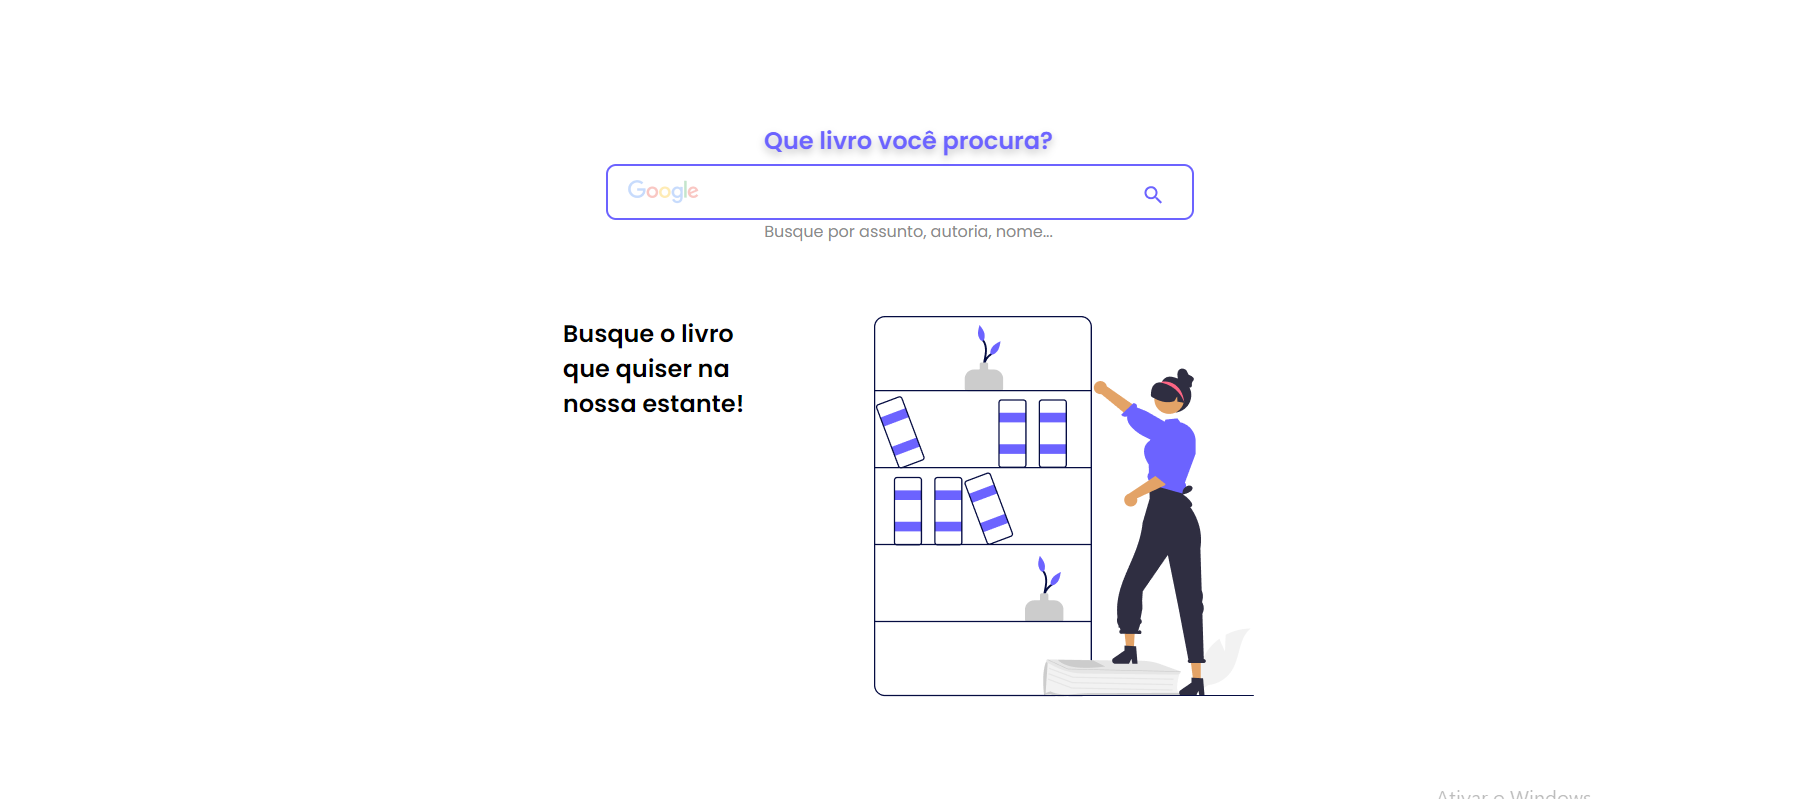 Que livro você procura?
Google
Busque por assunto, autoria, nome...
Busque o livro
que quiser na
nossa estante!
Ativar o Windows